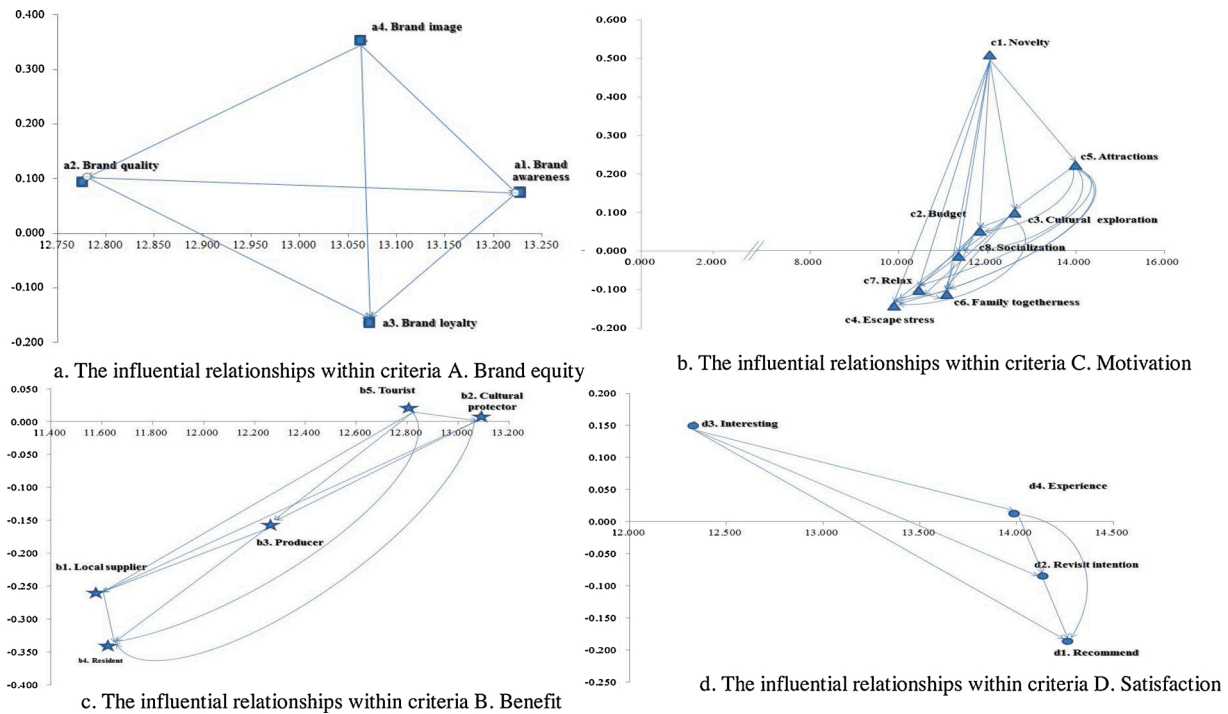 0.400
0.300
0.200
0.100
0.000
-0.100
-0.200
12.750 12.800 12.850 12.900 12.950 13.000 13.050 13.100 13.150 13.200 13.250
a4. Brand image
a2. Brand quality
a1. Brand
awareness
a3. Brand loyalty
a. The influential relationships within criteria A. Brand equity
0.600
0.500
0.400
0.300
0.200
0.100
0.000
-0.100
-0.200
0.000 2.000 8.000 10.000 12.000 14.000 16.000
c1. Novelty
c5. Attractions
c2. Budget
c3. Cultural exploration
c8. Socialization
c7. Relax
c6. Family togetherness
c4. Escape stress
b. The influential relationships within criteria C. Motivation
0.050
0.000
-0.050
-0.100
-0.150
-0.200
-0.250
-0.300
-0.350
-0.400
11.400 11.600 11.800 12.000 12.200 12.400 12.600 12.800 13.000 13.200
b5. Tourist
b2. Cultural
protector
b3. Producer
b1. Local supplier
b4. Resident
c. The influential relationships within criteria B. Benefit
0.200
0.150
0.100
0.050
0.000
-0.050
-0.100
-0.150
-0.200
-0.250
12.000 12.500 13.000 13.500 14.000 14.500
d3. Interesting
d4. Experience
d2. Revisit intention
d1. Recommend
d. The influential relationships within criteria D. Satisfaction